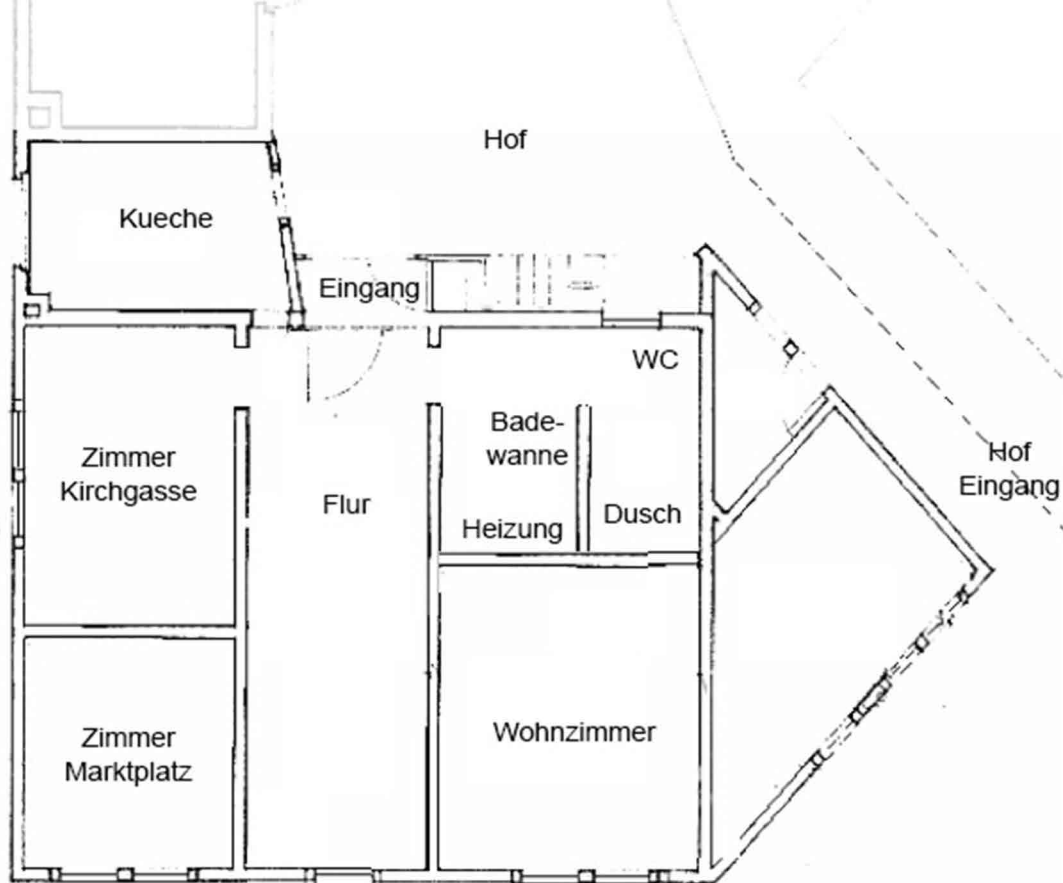 Hof
Kueche
Eingang
WC
Bade-
wanne
Zimmer
Kirchgasse
Hof
Eingang
Flur
Heizung
Dusch
Wohnzimmer
Zimmer
Marktplatz